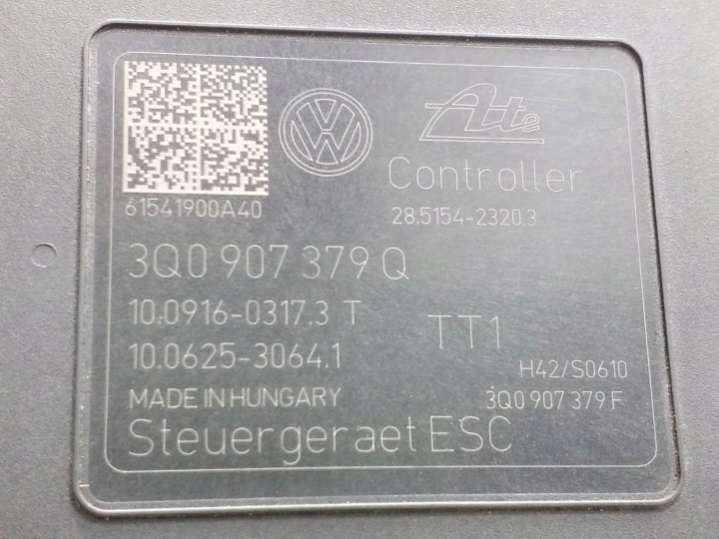 Ate
Controller
61541900A40
28.5154-2320.3
3Q0 907 379 Q
10.0916-0317.3 T
TT1
10.0625-3064.1
H42/S0610
MADE IN HUNGARY
3Q0 907 379 F
Steuergeraet ESC